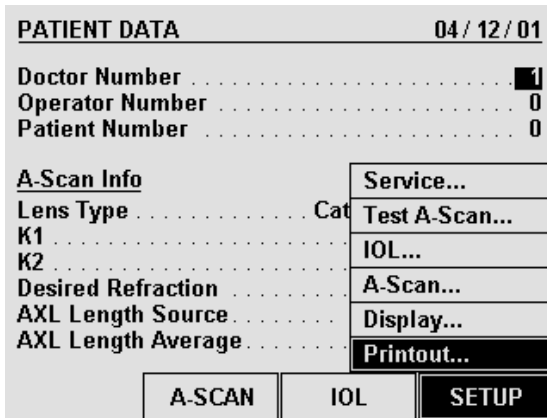 PATIENT DATA 04/12/01
Doctor Number . . . . . . . . . . . . . . . . . . . . . . . . 1
Operator Number . . . . . . . . . . . . . . . . . . . . . . 0
Patient Number . . . . . . . . . . . . . . . . . . . . . . . 0
A-Scan Info
Lens Type . . . . . . . . . . . . . Cat
K1 . . . . . . . . . . . . . . . . . . . . . .
K2 . . . . . . . . . . . . . . . . . . . . . .
Desired Refraction . . . . . . . . .
AXL Length Source . . . . . . . .
AXL Length Average . . . . . . .
Service...
Test A-Scan...
IOL...
A-Scan...
Display...
Printout...
A-SCAN IOL SETUP